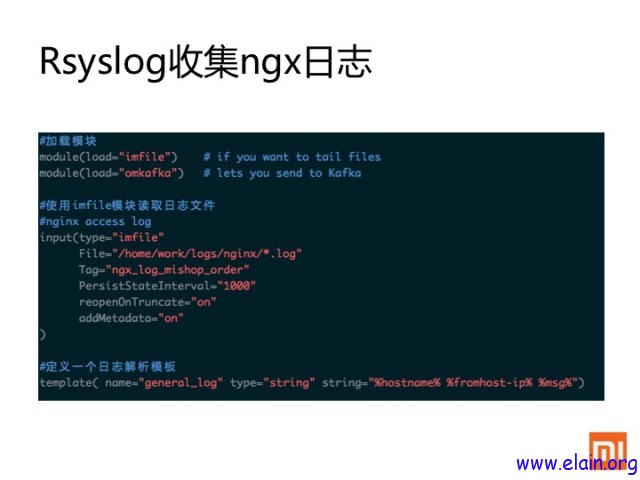 Rsyslog收集ngx日志
#加载模块
module(load="imfile")    # if you want to tail files
module(load="omkafka")   # lets you send to Kafka
#使用imfile模块读取日志文件
#nginx access log
input(type="imfile"
      File="/home/work/logs/nginx/*.log"
      Tag="ngx_log_mishop_order"
      PersistStateInterval="1000"
      reopenOnTruncate="on"
      addMetadata="on"
)
#定义一个日志解析模板
template( name="general_log" type="string" string="%hostname% %fromhost-ip% %msg%")
MI
www.elain.org